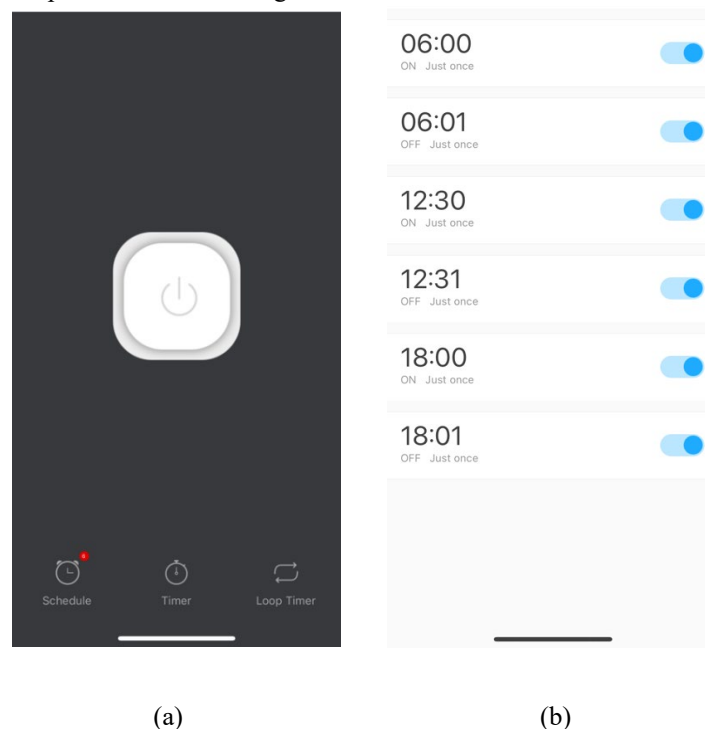 06:00
ON Just once
06:01
OFF Just once
12:30
ON Just once
12:31
OFF Just once
18:00
ON Just once
18:01
OFF Just once
Schedule
Timer
Loop Timer
(a)
(b)